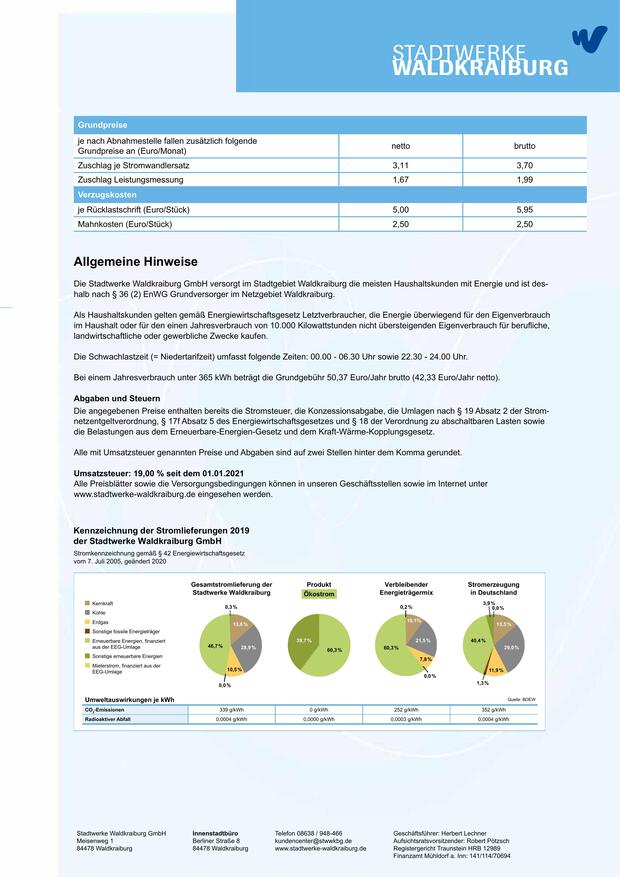 STADTWERKE
WALDKRAIBURG
Grundpreise
je nach Abnahmestelle fallen zusätzlich folgende
Grundpreise an (Euro/Monat) netto brutto
Zuschlag je Stromwandlersatz 3,11 3,70
Zuschlag Leistungsmessung 1,67 1,99
Verzugskosten
je Rücklastschrift (Euro/Stück) 5,00 5,95
Mahnkosten (Euro/Stück) 2,50 2,50
Allgemeine Hinweise
Die Stadtwerke Waldkraiburg GmbH versorgt im Stadtgebiet Waldkraiburg die meisten Haushaltskunden mit Energie und ist des-
halb nach § 36 (2) EnWG Grundversorger im Netzgebiet Waldkraiburg.
Als Haushaltskunden gelten gemäß Energiewirtschaftsgesetz Letztverbraucher, die Energie überwiegend für den Eigenverbrauch
im Haushalt oder für den einen Jahresverbrauch von 10.000 Kilowattstunden nicht übersteigenden Eigenverbrauch für berufliche,
landwirtschaftliche oder gewerbliche Zwecke kaufen.
Die Schwachlastzeit (= Niedertarifzeit) umfasst folgende Zeiten: 00.00 - 06.30 Uhr sowie 22.30 - 24.00 Uhr.
Bei einem Jahresverbrauch unter 365 kWh beträgt die Grundgebühr 50,37 Euro/Jahr brutto (42,33 Euro/Jahr netto).
Abgaben und Steuern
Die angegebenen Preise enthalten bereits die Stromsteuer, die Konzessionsabgabe, die Umlagen nach § 19 Absatz 2 der Strom-
netzentgeltverordnung, § 17f Absatz 5 des Energiewirtschaftsgesetzes und § 18 der Verordnung zu abschaltbaren Lasten sowie
die Belastungen aus dem Erneuerbare-Energien-Gesetz und dem Kraft-Wärme-Kopplungsgesetz.
Alle mit Umsatzsteuer genannten Preise und Abgaben sind auf zwei Stellen hinter dem Komma gerundet.
Umsatzsteuer: 19,00 % seit dem 01.01.2021
Alle Preisblätter sowie die Versorgungsbedingungen können in unseren Geschäftsstellen sowie im Internet unter
www.stadtwerke-waldkraiburg.de eingesehen werden.
Kennzeichnung der Stromlieferungen 2019
der Stadtwerke Waldkraiburg GmbH
Stromkennzeichnung gemäß § 42 Energiewirtschaftsgesetz
vom 7. Juli 2005, geändert 2020
Gesamtstromlieferung der
Stadtwerke Waldkraiburg
Produkt
Ökostrom
Verbleibender
Energieträgermix
Stromerzeugung
in Deutschland
Kernkraft
Kohle
Erdgas
Sonstige fossile Energieträger
Erneuerbare Energien, finanziert
aus der EEG-Umlage
Sonstige erneuerbare Energien
Mieterstrom, finanziert aus der
EEG-Umlage
0,3 %
13,6 %
28,9 %
10,5 %
0,0 %
46,7 %
39,7 %
60,3 %
0,2 %
10,1 %
21,5 %
7,8 %
0,0 %
60,3 %
3,9 %
0,0 %
13,5 %
29,0 %
11,9 %
1,3 %
40,4 %
Umweltauswirkungen je kWh Quelle: BDEW
CO2-Emissionen 339 g/kWh 0 g/kWh 252 g/kWh 352 g/kWh
Radioaktiver Abfall 0,0004 g/kWh 0,0000 g/kWh 0,0003 g/kWh 0,0004 g/kWh
Stadtwerke Waldkraiburg GmbH
Meisenweg 1
84478 Waldkraiburg
Innenstadtbüro
Berliner Straße 8
84478 Waldkraiburg
Telefon 08638 / 948-466
kundencenter@stwwkbg.de
www.stadtwerke-waldkraiburg.de
Geschäftsführer: Herbert Lechner
Aufsichtsratsvorsitzender: Robert Pötzsch
Registergericht Traunstein HRB 12989
Finanzamt Mühldorf a. Inn: 141/114/70694